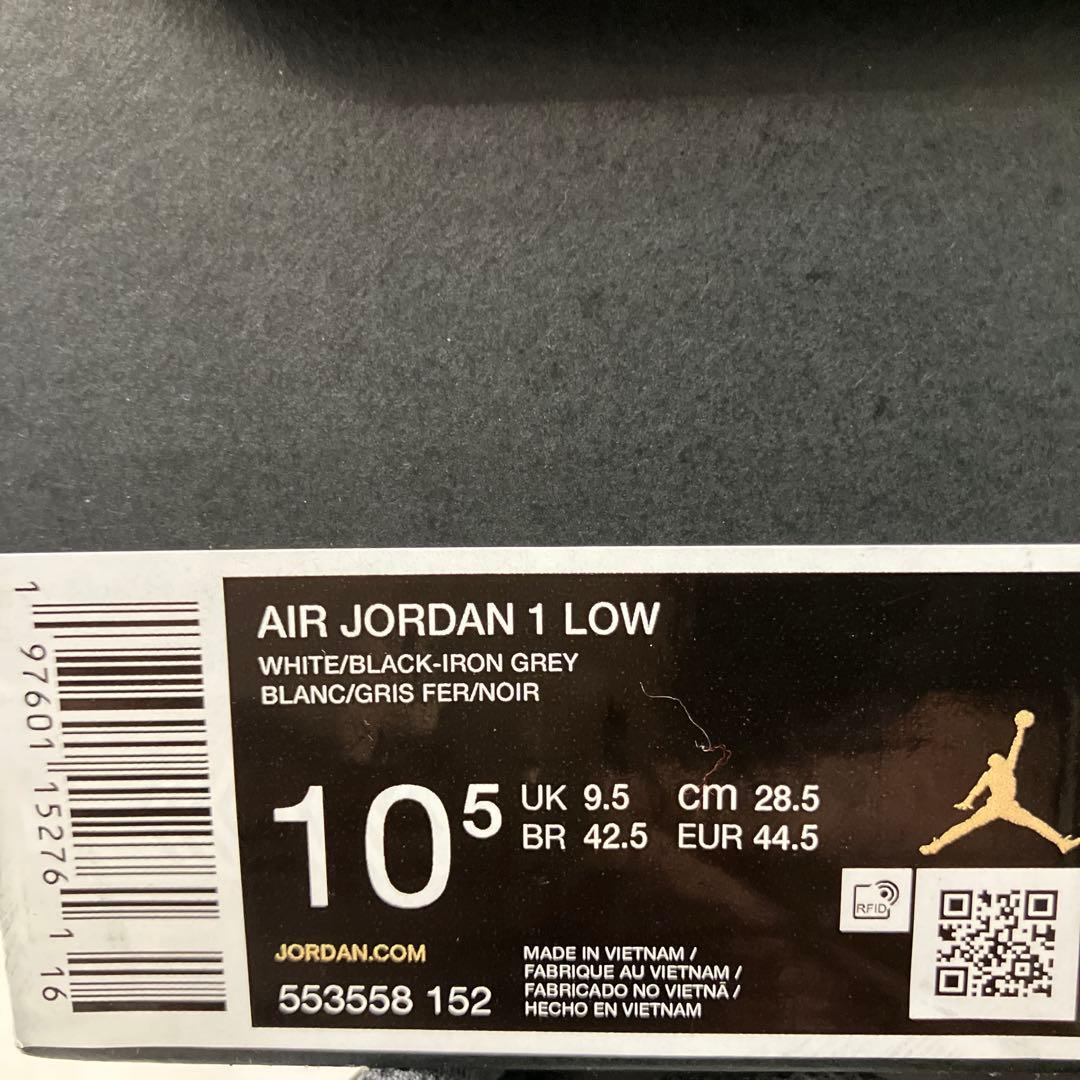 AIR JORDAN 1 LOW
WHITE/BLACK-IRON GREY
BLANC/GRIS FER/NOIR
10 5
UK 9.5 cm 28.5
BR 42.5 EUR 44.5
RFID
JORDAN.COM
553558 152
MADE IN VIETNAM /
FABRIQUE AU VIETNAM /
FABRICADO NO VIETNÃ /
HECHO EN VIETNAM
1 97601 15276 1 16